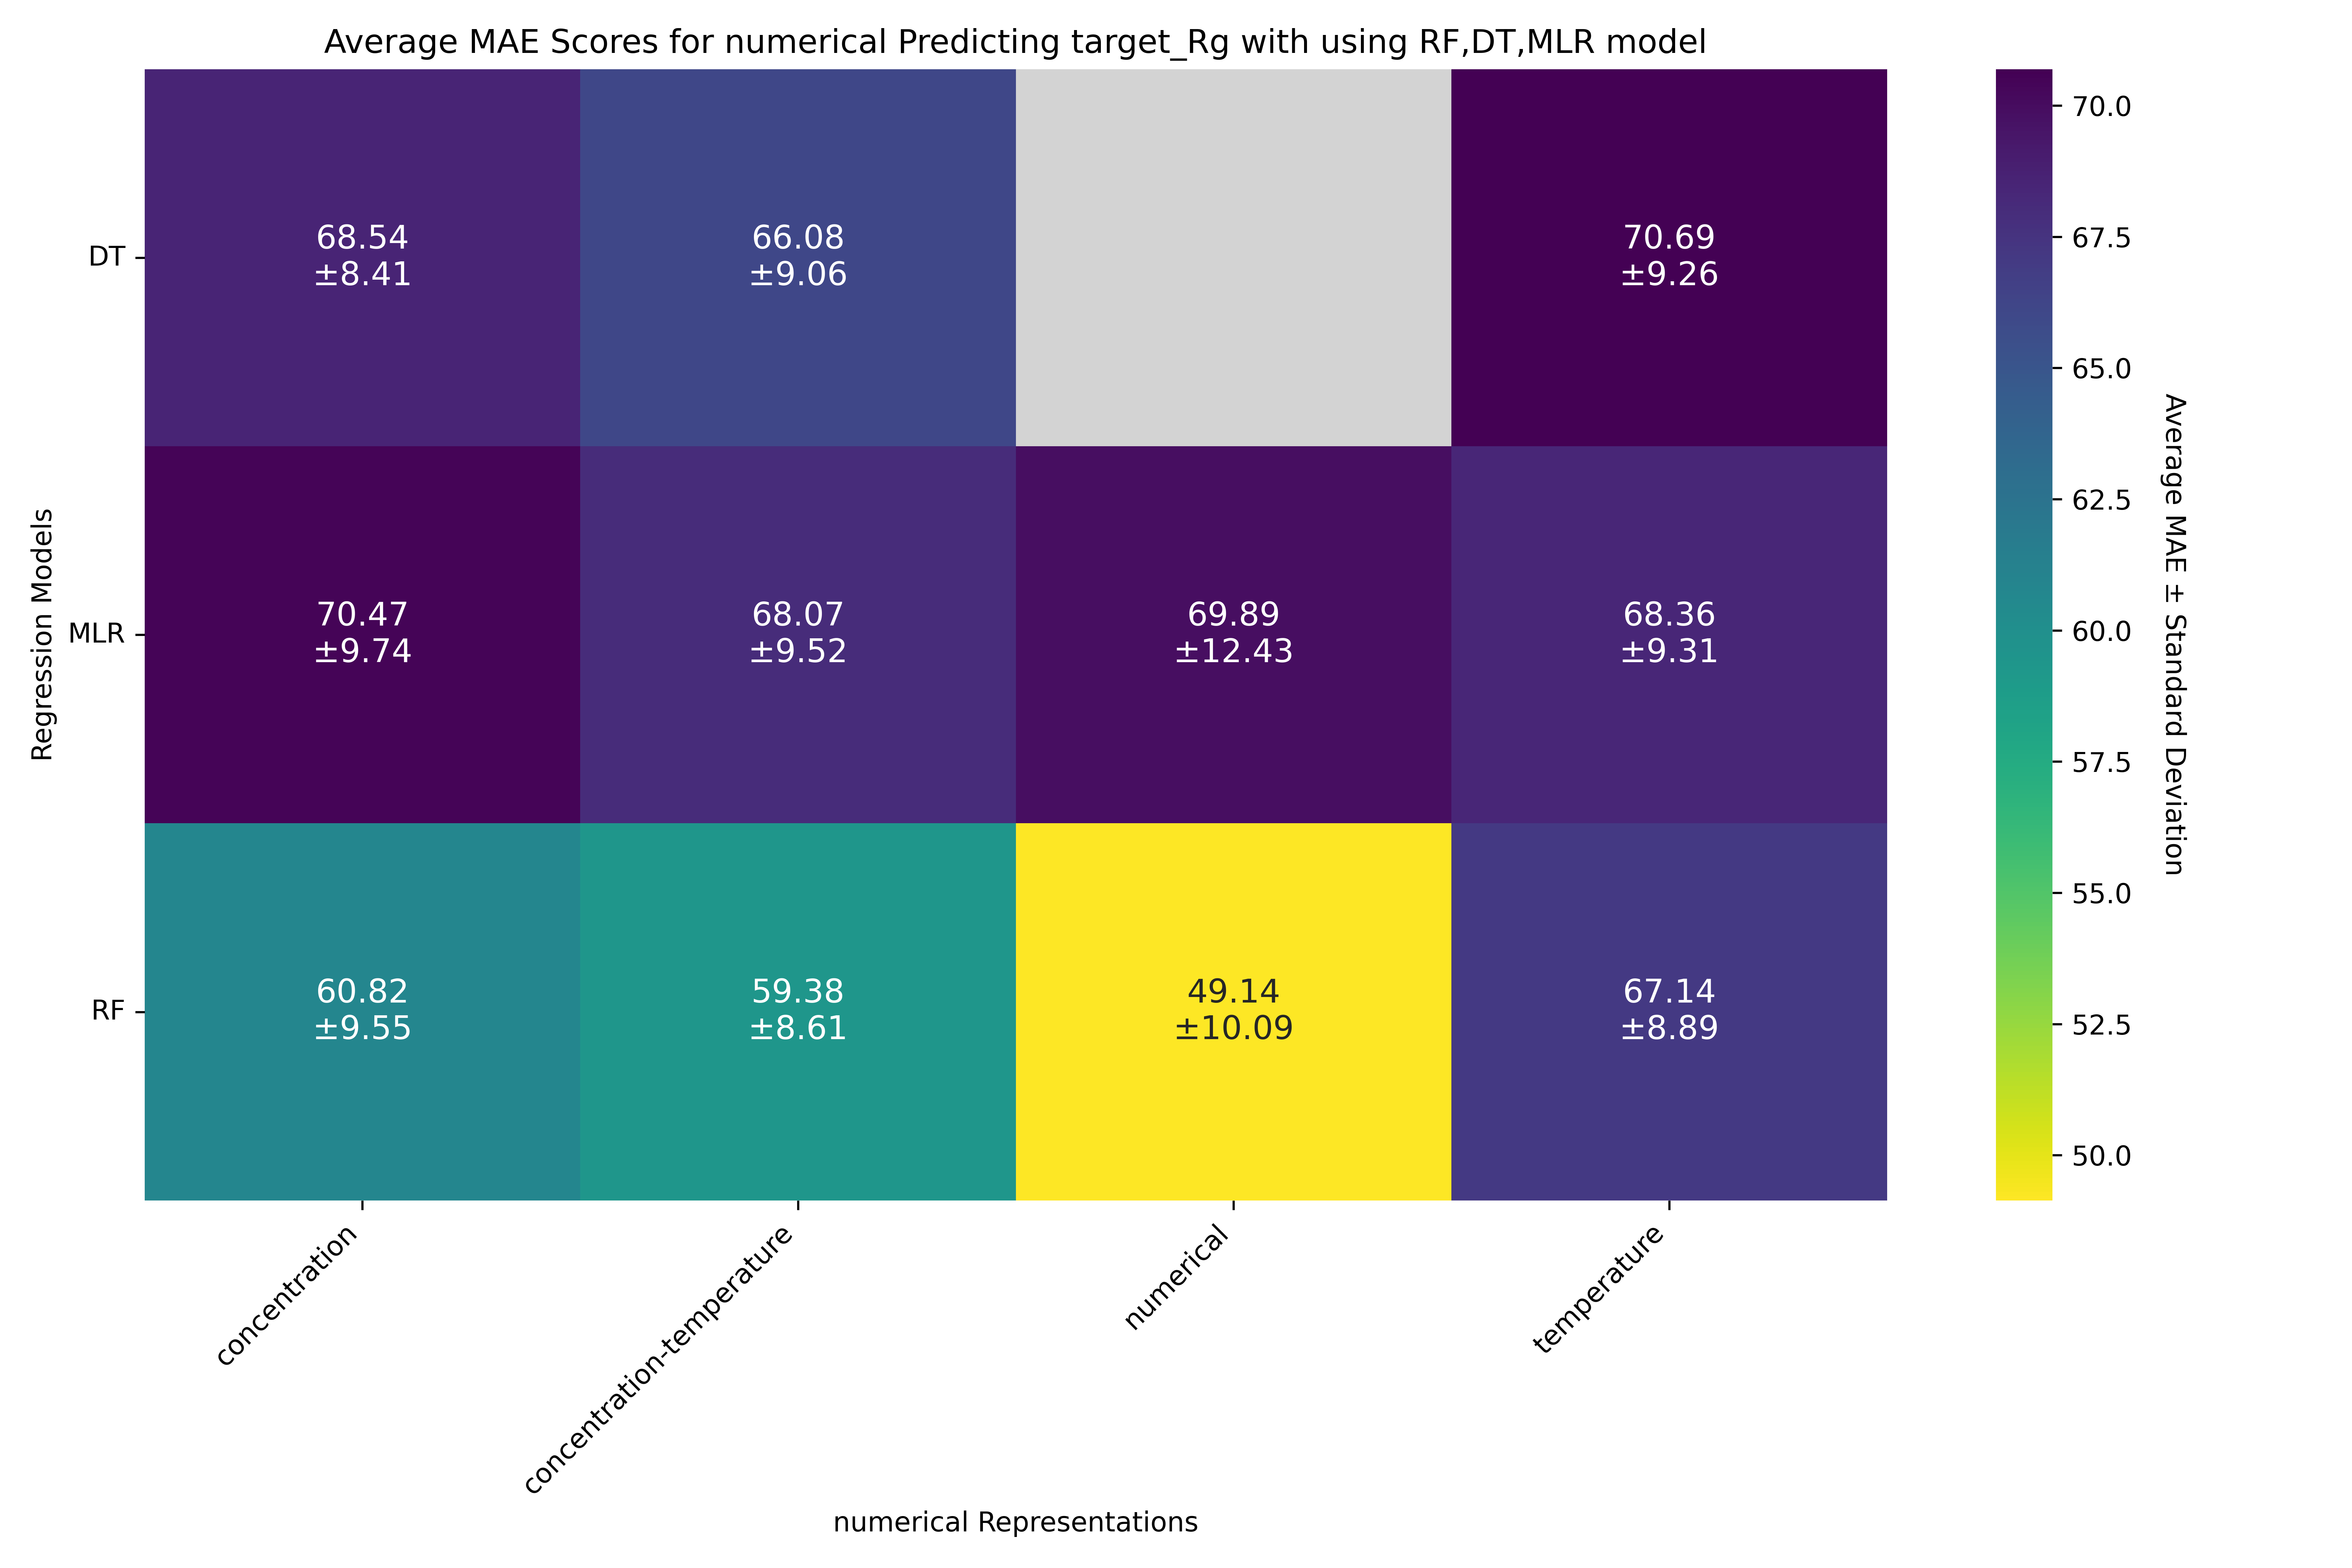 Average MAE Scores for numerical Predicting target_Rg with using RF,DT,MLR model
Regression Models
DT
68.54
±8.41
66.08
±9.06
70.69
±9.26
MLR
70.47
±9.74
68.07
±9.52
69.89
±12.43
68.36
±9.31
RF
60.82
±9.55
59.38
±8.61
49.14
±10.09
67.14
±8.89
concentration
concentration-temperature
numerical
temperature
numerical Representations
70.0
67.5
65.0
62.5
60.0
57.5
55.0
52.5
50.0
Average MAE ± Standard Deviation